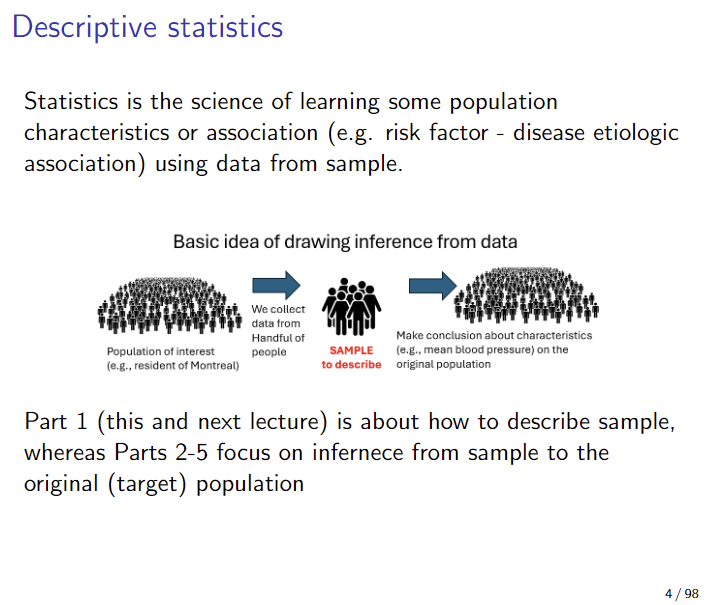 Descriptive statistics
Statistics is the science of learning some population
characteristics or association (e.g. risk factor - disease etiologic
association) using data from sample.
Basic idea of drawing inference from data
Population of interest
(e.g., resident of Montreal)
We collect
data from
Handful of
people
SAMPLE
to describe
Make conclusion about characteristics
(e.g., mean blood pressure) on the
original population
Part 1 (this and next lecture) is about how to describe sample,
whereas Parts 2-5 focus on infernece from sample to the
original (target) population
4 / 98